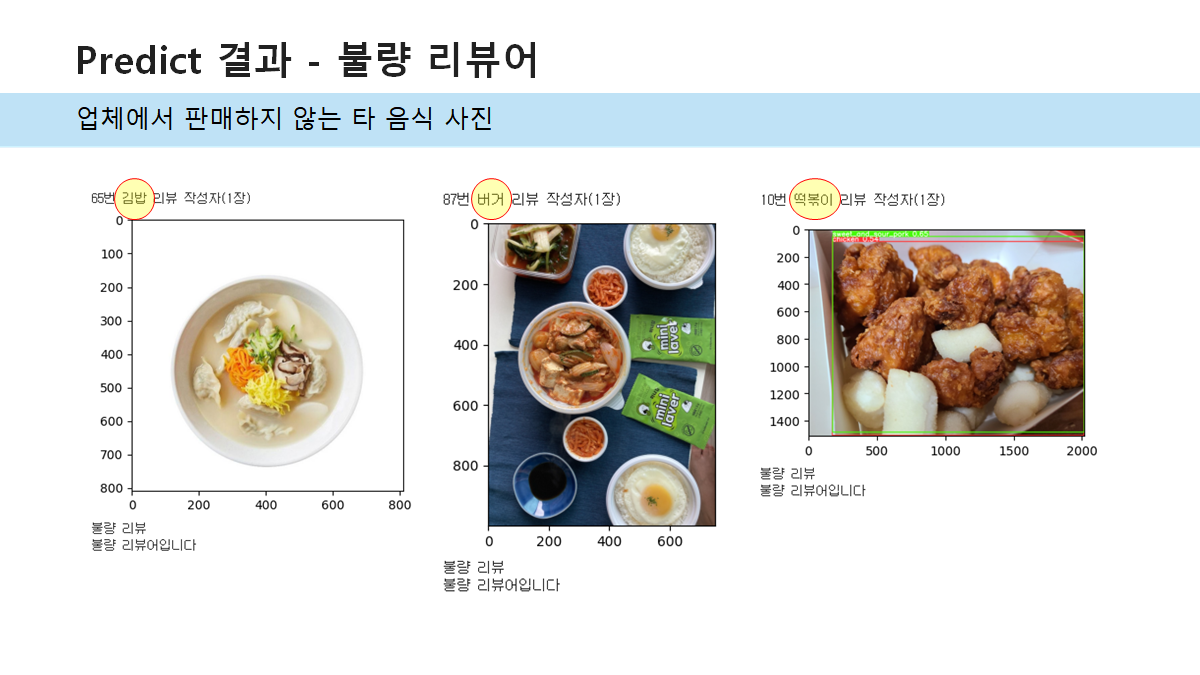 Predict 결과 - 불량 리뷰어
업체에서 판매하지 않는 타 음식 사진
65번 김밥 리뷰 작성자(1장)
0
100
200
300
400
500
600
700
800
0 200 400 600 800
불량 리뷰
불량 리뷰어입니다
87번 버거 리뷰 작성자(1장)
0
200
400
600
800
0 200 400 600
mini
laver
mini
laver
불량 리뷰
불량 리뷰어입니다
10번 떡볶이 리뷰 작성자(1장)
sweet_and_sour_pork 0.65
chicken 0.54
0
200
400
600
800
1000
1200
1400
0 500 1000 1500 2000
불량 리뷰
불량 리뷰어입니다